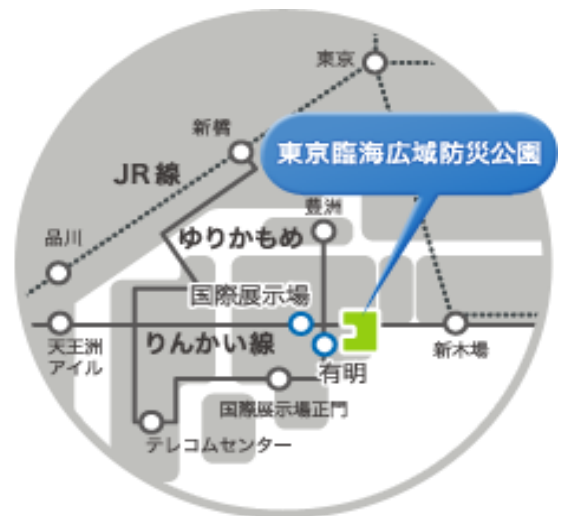 東京
新橋
東京臨海広域防災公園
JR線
豊洲
品川
ゆりかもめ
国際展示場
天王洲
アイル
りんかい線
新木場
有明
国際展示場正門
テレコムセンター